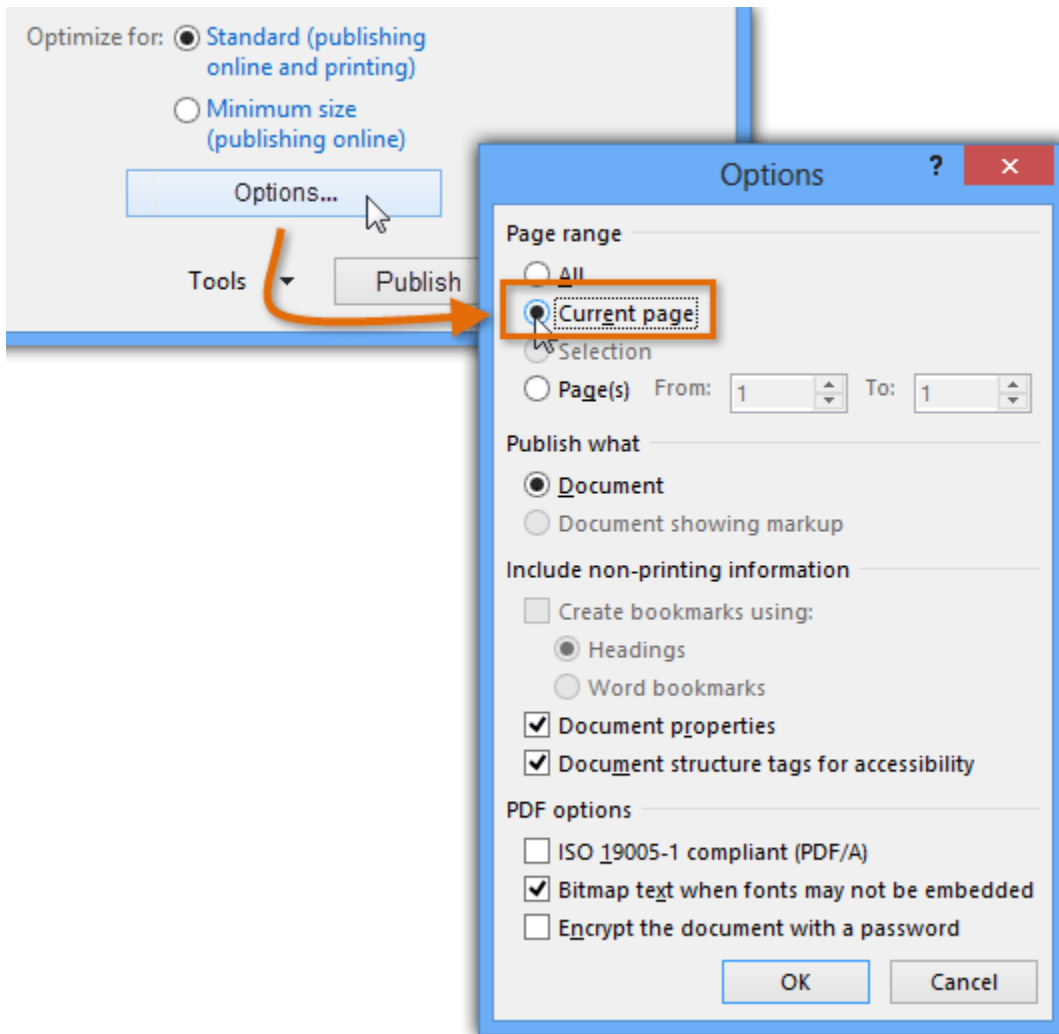 Optimize for: Standard (publishing
online and printing)
Minimum size
(publishing online)
Options...
Tools Publish
Options ?
Page range
All
Current page
Selection
Page(s) From: 1 To: 1
Publish what
Document
Document showing markup
Include non-printing information
Create bookmarks using:
Headings
Word bookmarks
Document properties
Document structure tags for accessibility
PDF options
ISO 19005-1 compliant (PDF/A)
Bitmap text when fonts may not be embedded
Encrypt the document with a password
OK Cancel